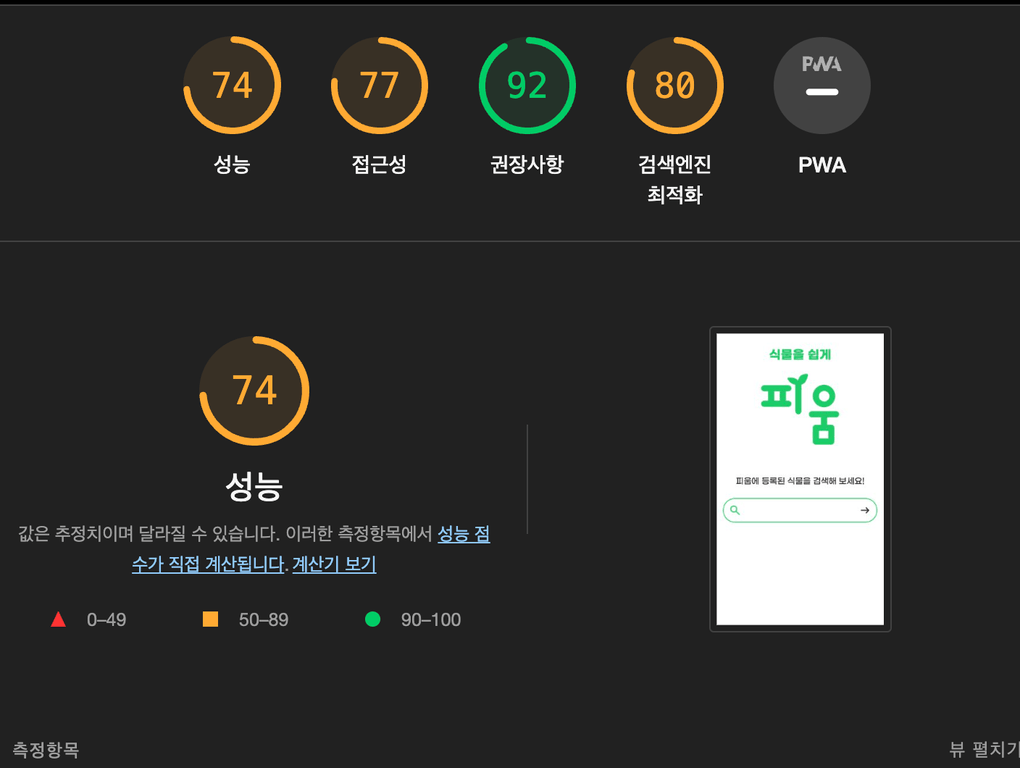 74
77
92
80
PWA
성능
접근성
권장사항
검색엔진
최적화
PWA
74
성능
값은 추정치이며 달라질 수 있습니다. 이러한 측정항목에서 성능 점
수가 직접 계산됩니다. 계산기 보기
0–49
50–89
90–100
식물을 쉽게
피움
피움에 등록된 식물을 검색해 보세요!
측정항목
뷰 펼치기